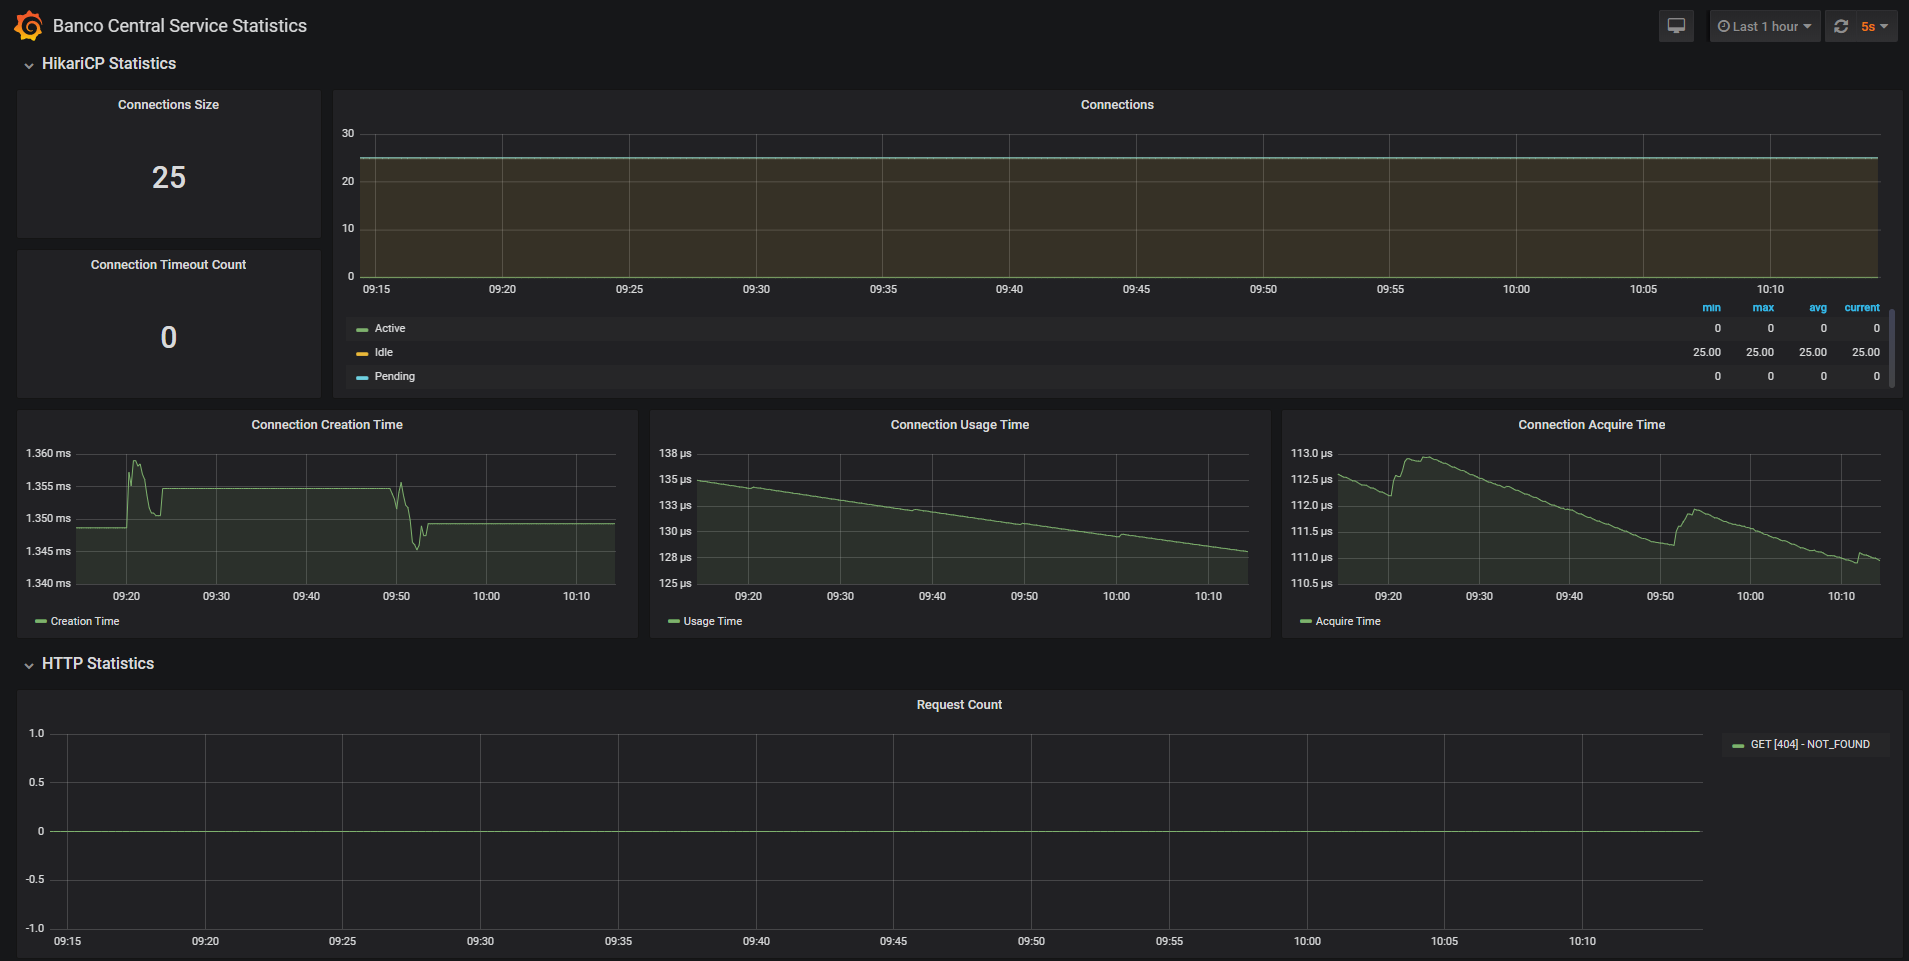 Banco Central Service Statistics
Last 1 hour
5s
HikariCP Statistics
Connections Size
25
Connection Timeout Count
0
Connections
30
20
10
0
09:15 09:20 09:25 09:30 09:35 09:40 09:45 09:50 09:55 10:00 10:05 10:10
min max avg current
Active 0 0 0 0
Idle 25.00 25.00 25.00 25.00
Pending 0 0 0 0
Connection Creation Time
1.360 ms
1.355 ms
1.350 ms
1.345 ms
1.340 ms
09:20 09:30 09:40 09:50 10:00 10:10
Creation Time
Connection Usage Time
138 µs
135 µs
133 µs
130 µs
128 µs
125 µs
09:20 09:30 09:40 09:50 10:00 10:10
Usage Time
Connection Acquire Time
113.0 µs
112.5 µs
112.0 µs
111.5 µs
111.0 µs
110.5 µs
09:20 09:30 09:40 09:50 10:00 10:10
Acquire Time
HTTP Statistics
Request Count
1.0
0.5
0
-0.5
-1.0
09:15 09:20 09:25 09:30 09:35 09:40 09:45 09:50 09:55 10:00 10:05 10:10
GET [404] - NOT_FOUND